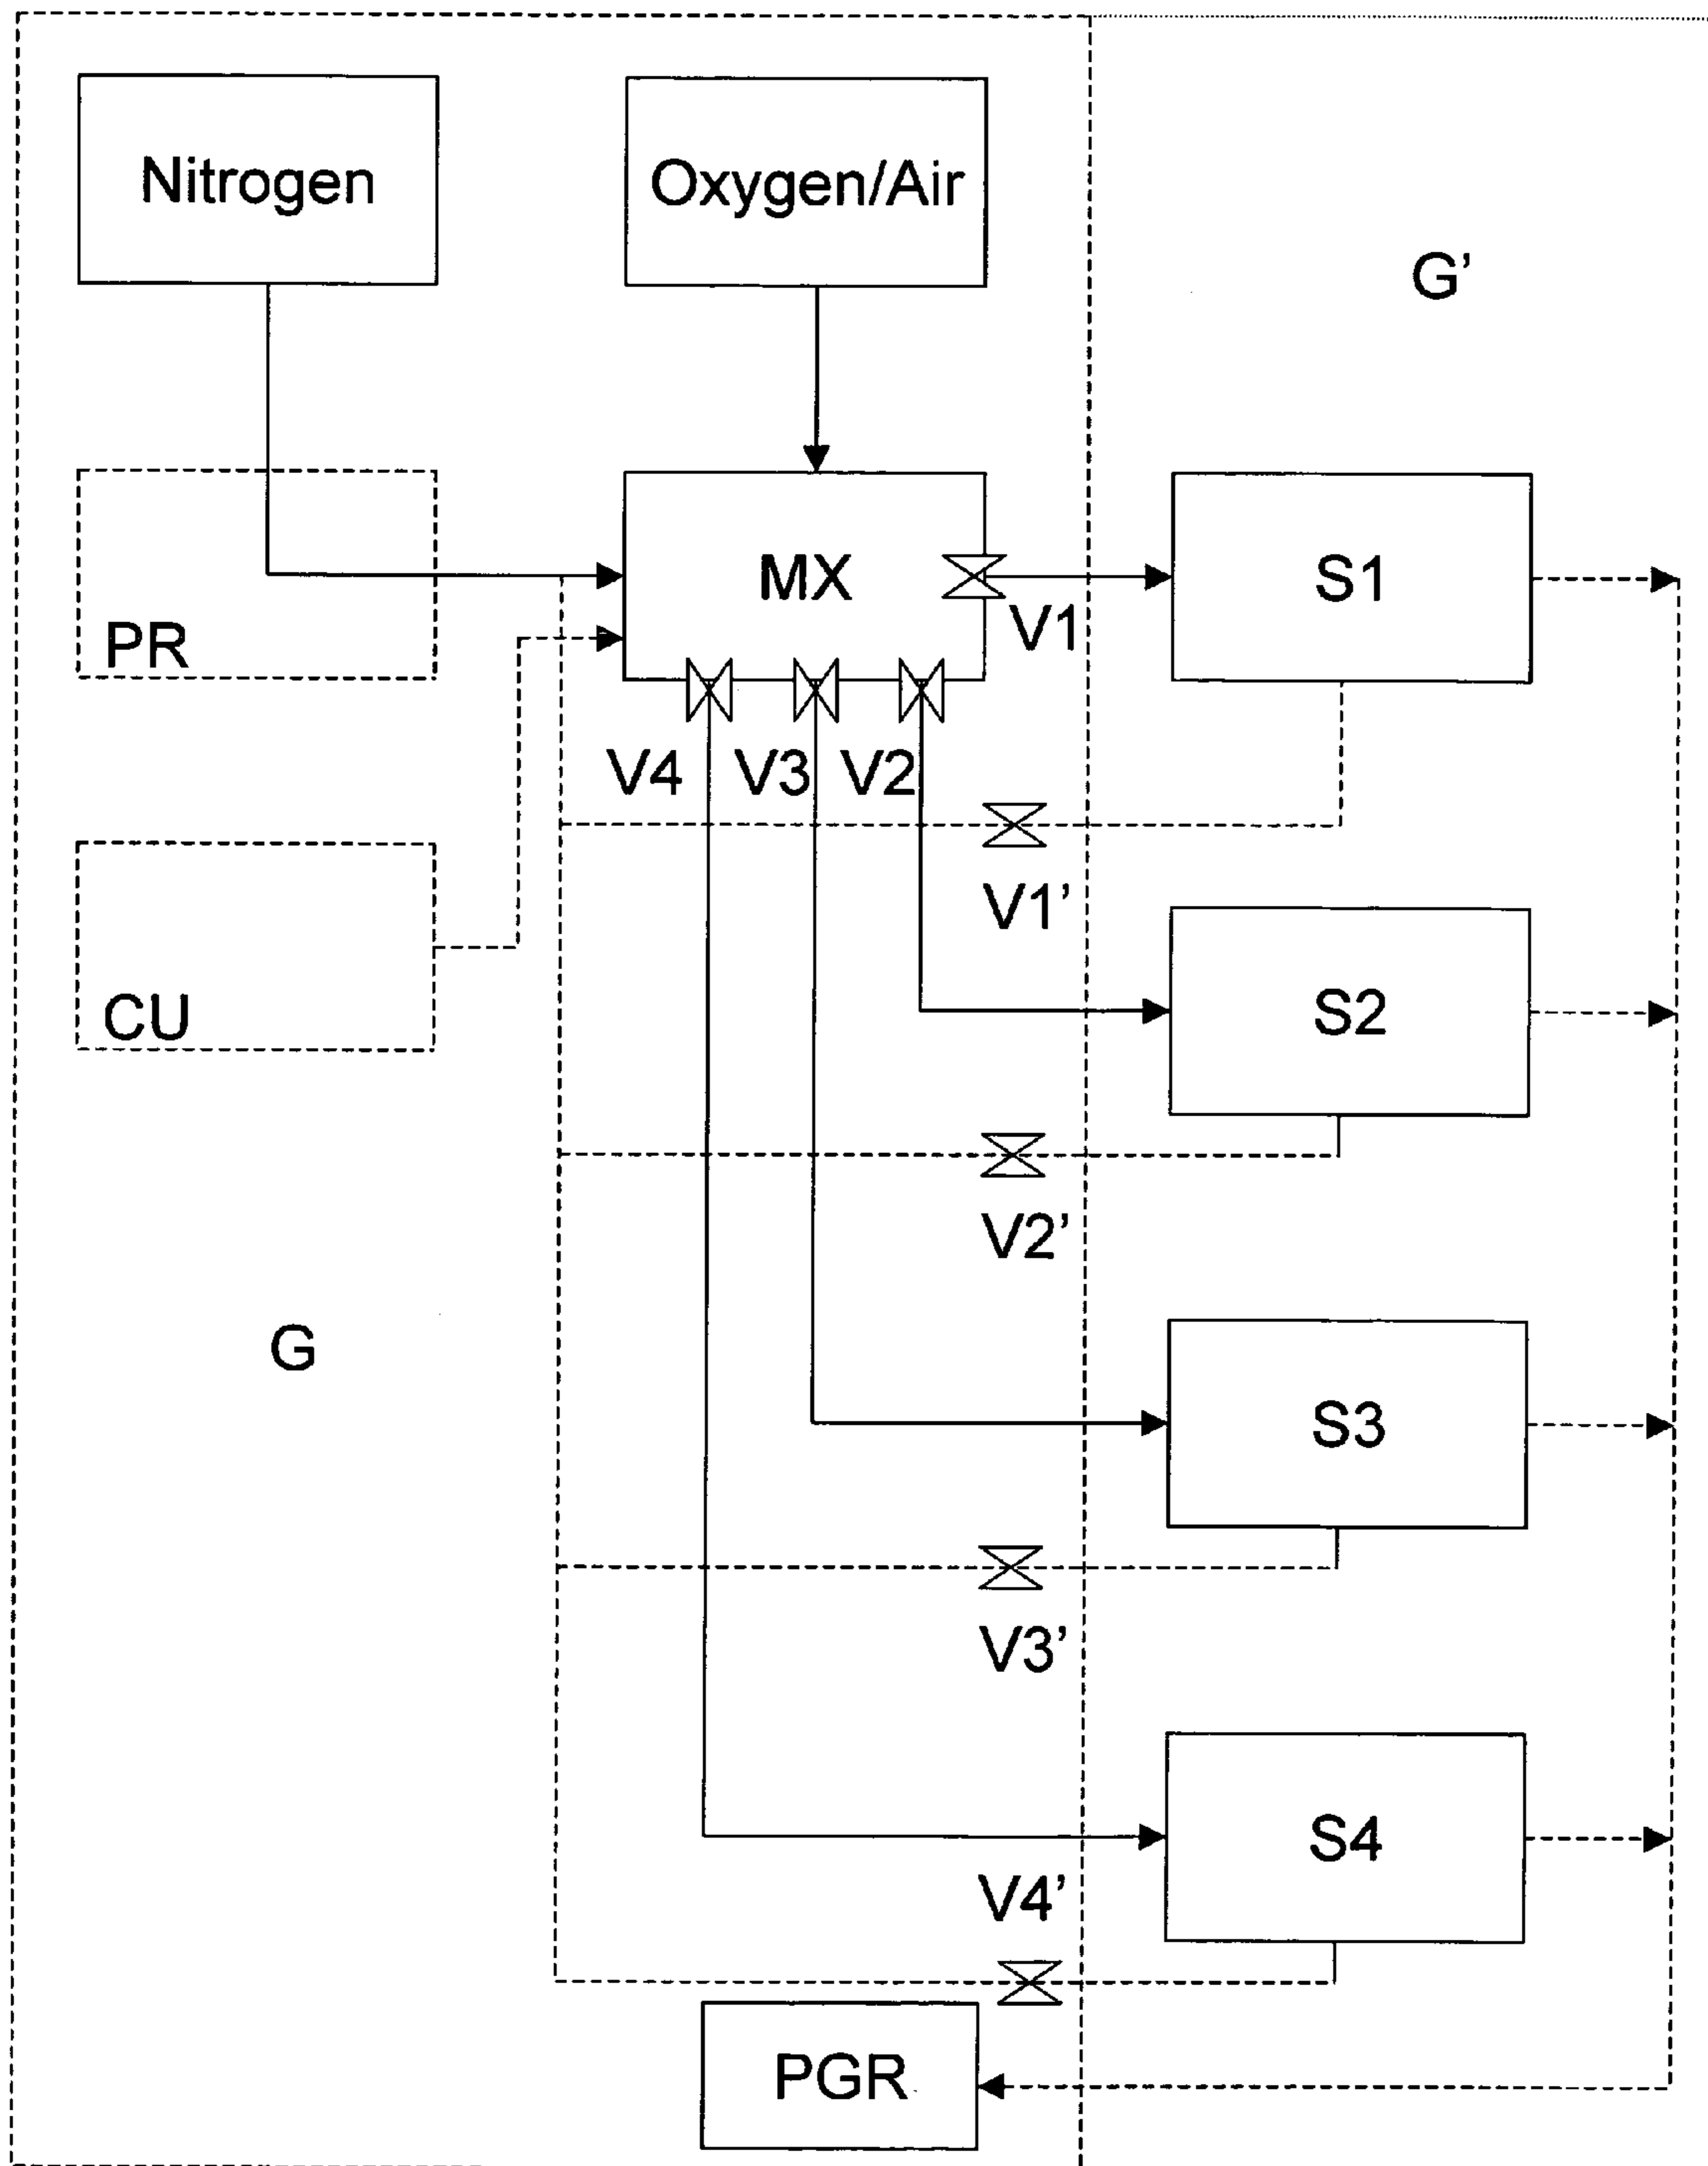 Nitrogen
Oxygen/Air
G’
PR
MX
V1
S1
V4
V3
V2
V1’
CU
S2
V2’
G
S3
V3’
S4
V4’
PGR